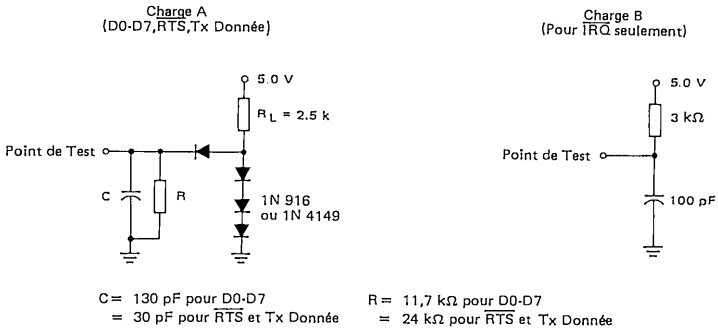 Charge A
(D0-D7,RTS,Tx Donnée)
5.0 V
R L = 2.5 k
Point de Test
C
R
1N 916
ou 1N 4149
Charge B
(Pour IRQ seulement)
5.0 V
3 kΩ
Point de Test
100 pF
C = 130 pF pour D0-D7
= 30 pF pour RTS et Tx Donnée
R = 11,7 kΩ pour D0-D7
= 24 kΩ pour RTS et Tx Donnée